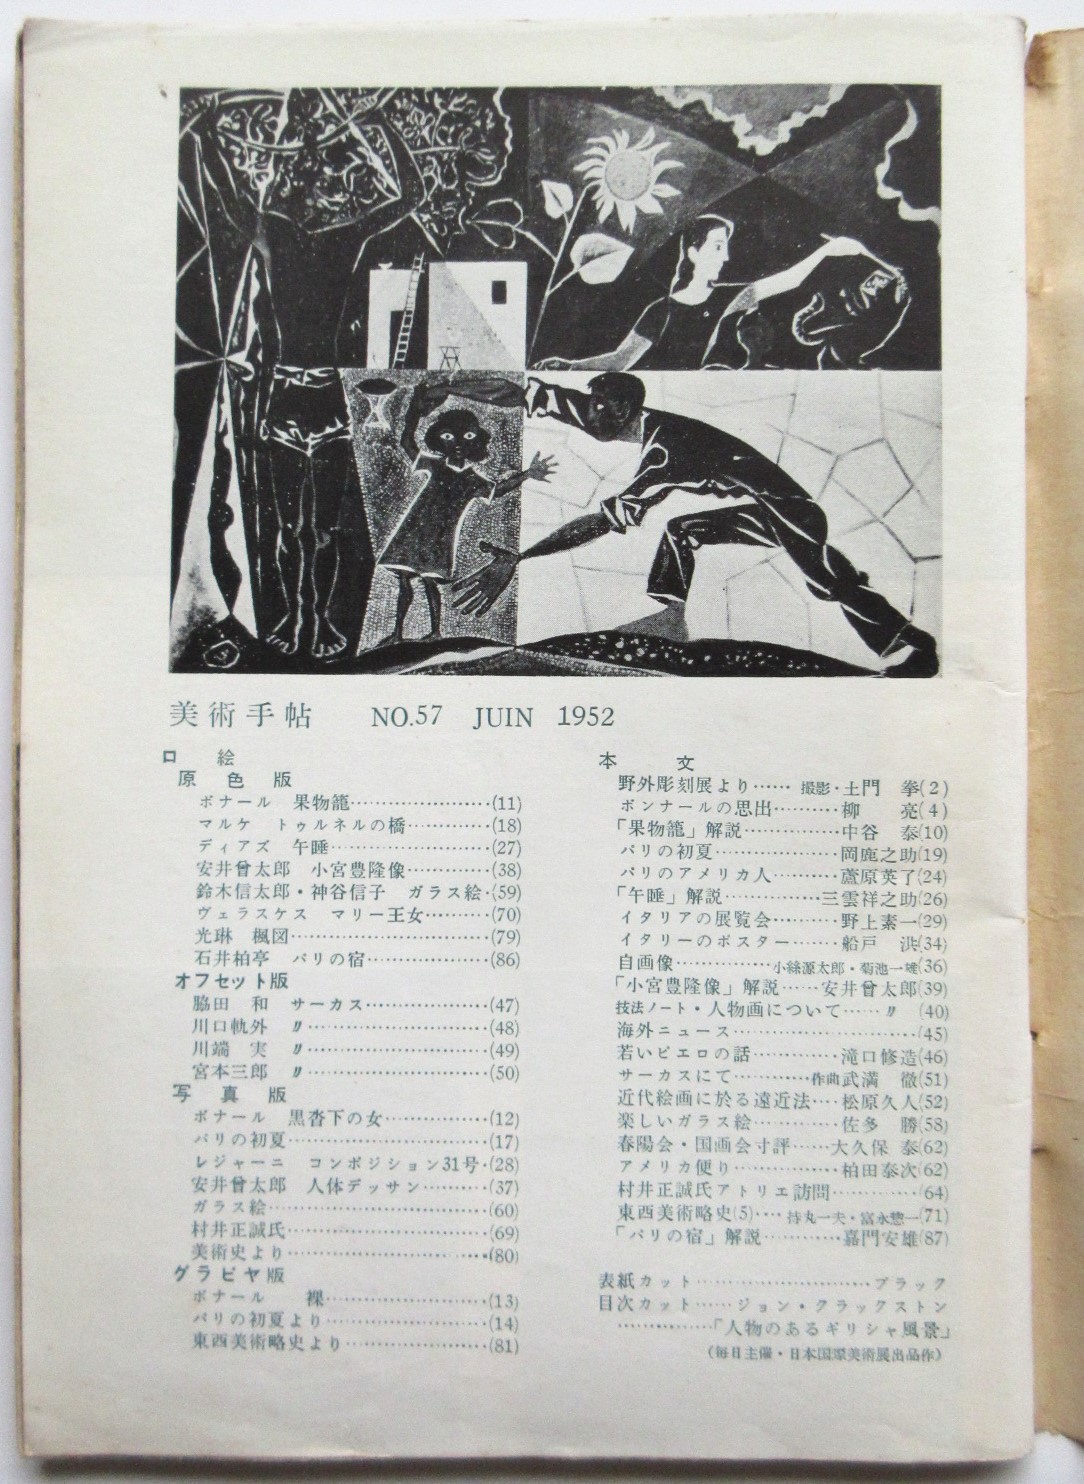 美術手帖 NO.57 JUIN 1952
口絵
原色版
ボナール 果物籠……………………(11)
マルケ トゥルネルの橋…………(18)
ディアズ 午睡……………………(27)
安井曾太郎 小宮豊隆像…………(38)
鈴木信太郎・神谷信子 ガラス絵・(59)
ヴェラスケス マリー王女………(70)
光琳 楓図…………………………(79)
石井柏亭 パリの宿………………(86)
オフセット版
脇田 和 サーカス………………(47)
川口軌外 〃………………………(48)
川端 実 〃………………………(49)
宮本三郎 〃………………………(50)
写真版
ボナール 黒沓下の女……………(12)
パリの初夏…………………………(17)
レジャーニ コンポジション31号・(28)
安井曾太郎 人体デッサン………(37)
ガラス絵……………………………(60)
村井正誠氏…………………………(69)
美術史より…………………………(80)
グラビヤ版
ボナール 裸………………………(13)
パリの初夏より……………………(14)
東西美術略史より…………………(81)
本文
野外彫刻展より…… 撮影・土門 拳(2)
ボンナールの思出………柳 亮(4)
「果物籠」解説……………中谷 泰(10)
パリの初夏…………………岡鹿之助(19)
パリのアメリカ人…………蘆原英了(24)
「午睡」解説……………三雲祥之助(26)
イタリアの展覧会…………野上素一(29)
イタリーのポスター………船戸 洪(34)
自画像……………小絲源太郎・菊池一雄(36)
「小宮豊隆像」解説……安井曾太郎(39)
技法ノート・人物画について……〃 (40)
海外ニュース………………………(45)
若いピエロの話……………滝口修造(46)
サーカスにて…………作曲武満 徹(51)
近代絵画に於る遠近法……松原久人(52)
楽しいガラス絵……………佐多 勝(58)
春陽会・国画会寸評……大久保 泰(62)
アメリカ便り………………柏田泰次(62)
村井正誠氏アトリエ訪問…………(64)
東西美術略史(5)……持丸一夫・富永惣一(71)
「パリの宿」解説…………嘉門安雄(87)
表紙カット……………………ブラック
目次カット……ジョン・クラックストン
……………「人物のあるギリシャ風景」
(毎日主催・日本国際美術展出品作)